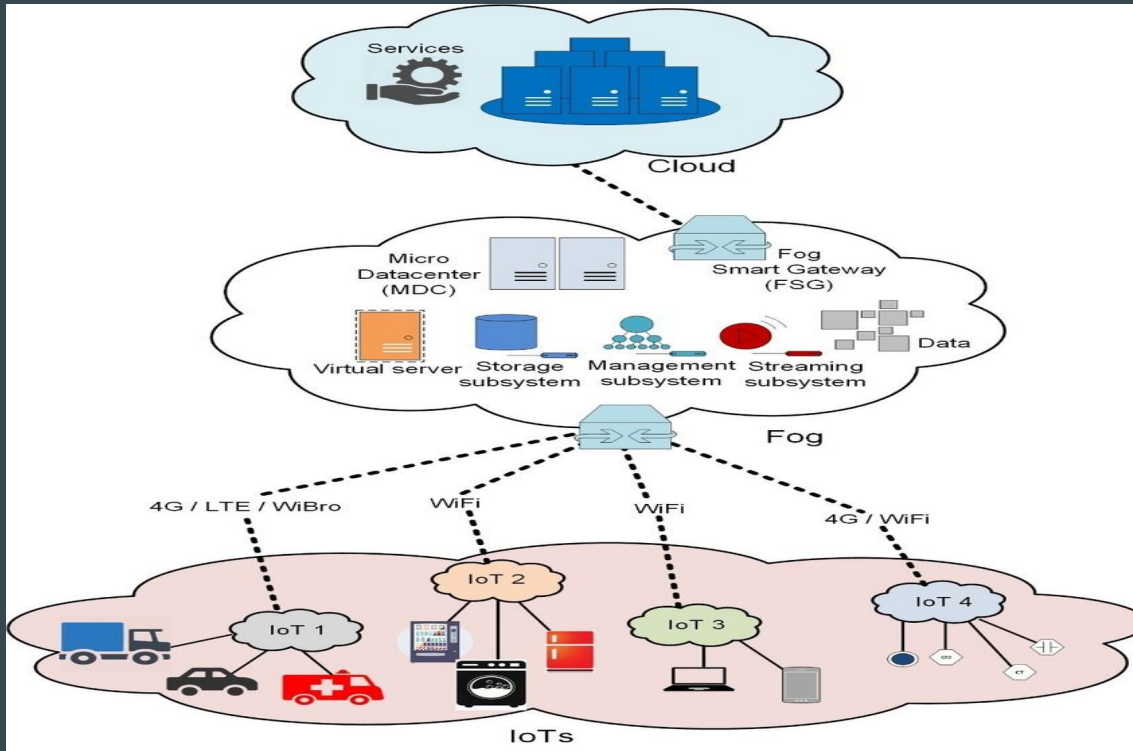 Services
Cloud
Micro
Datacenter
(MDC)
Fog
Smart Gateway
(FSG)
Virtual server
Storage
subsystem
Management
subsystem
Streaming
subsystem
Data
Fog
4G / LTE / WiBro
WiFi
WiFi
4G / WiFi
IoT 1
IoT 2
IoT 3
IoT 4
CT
IoTs